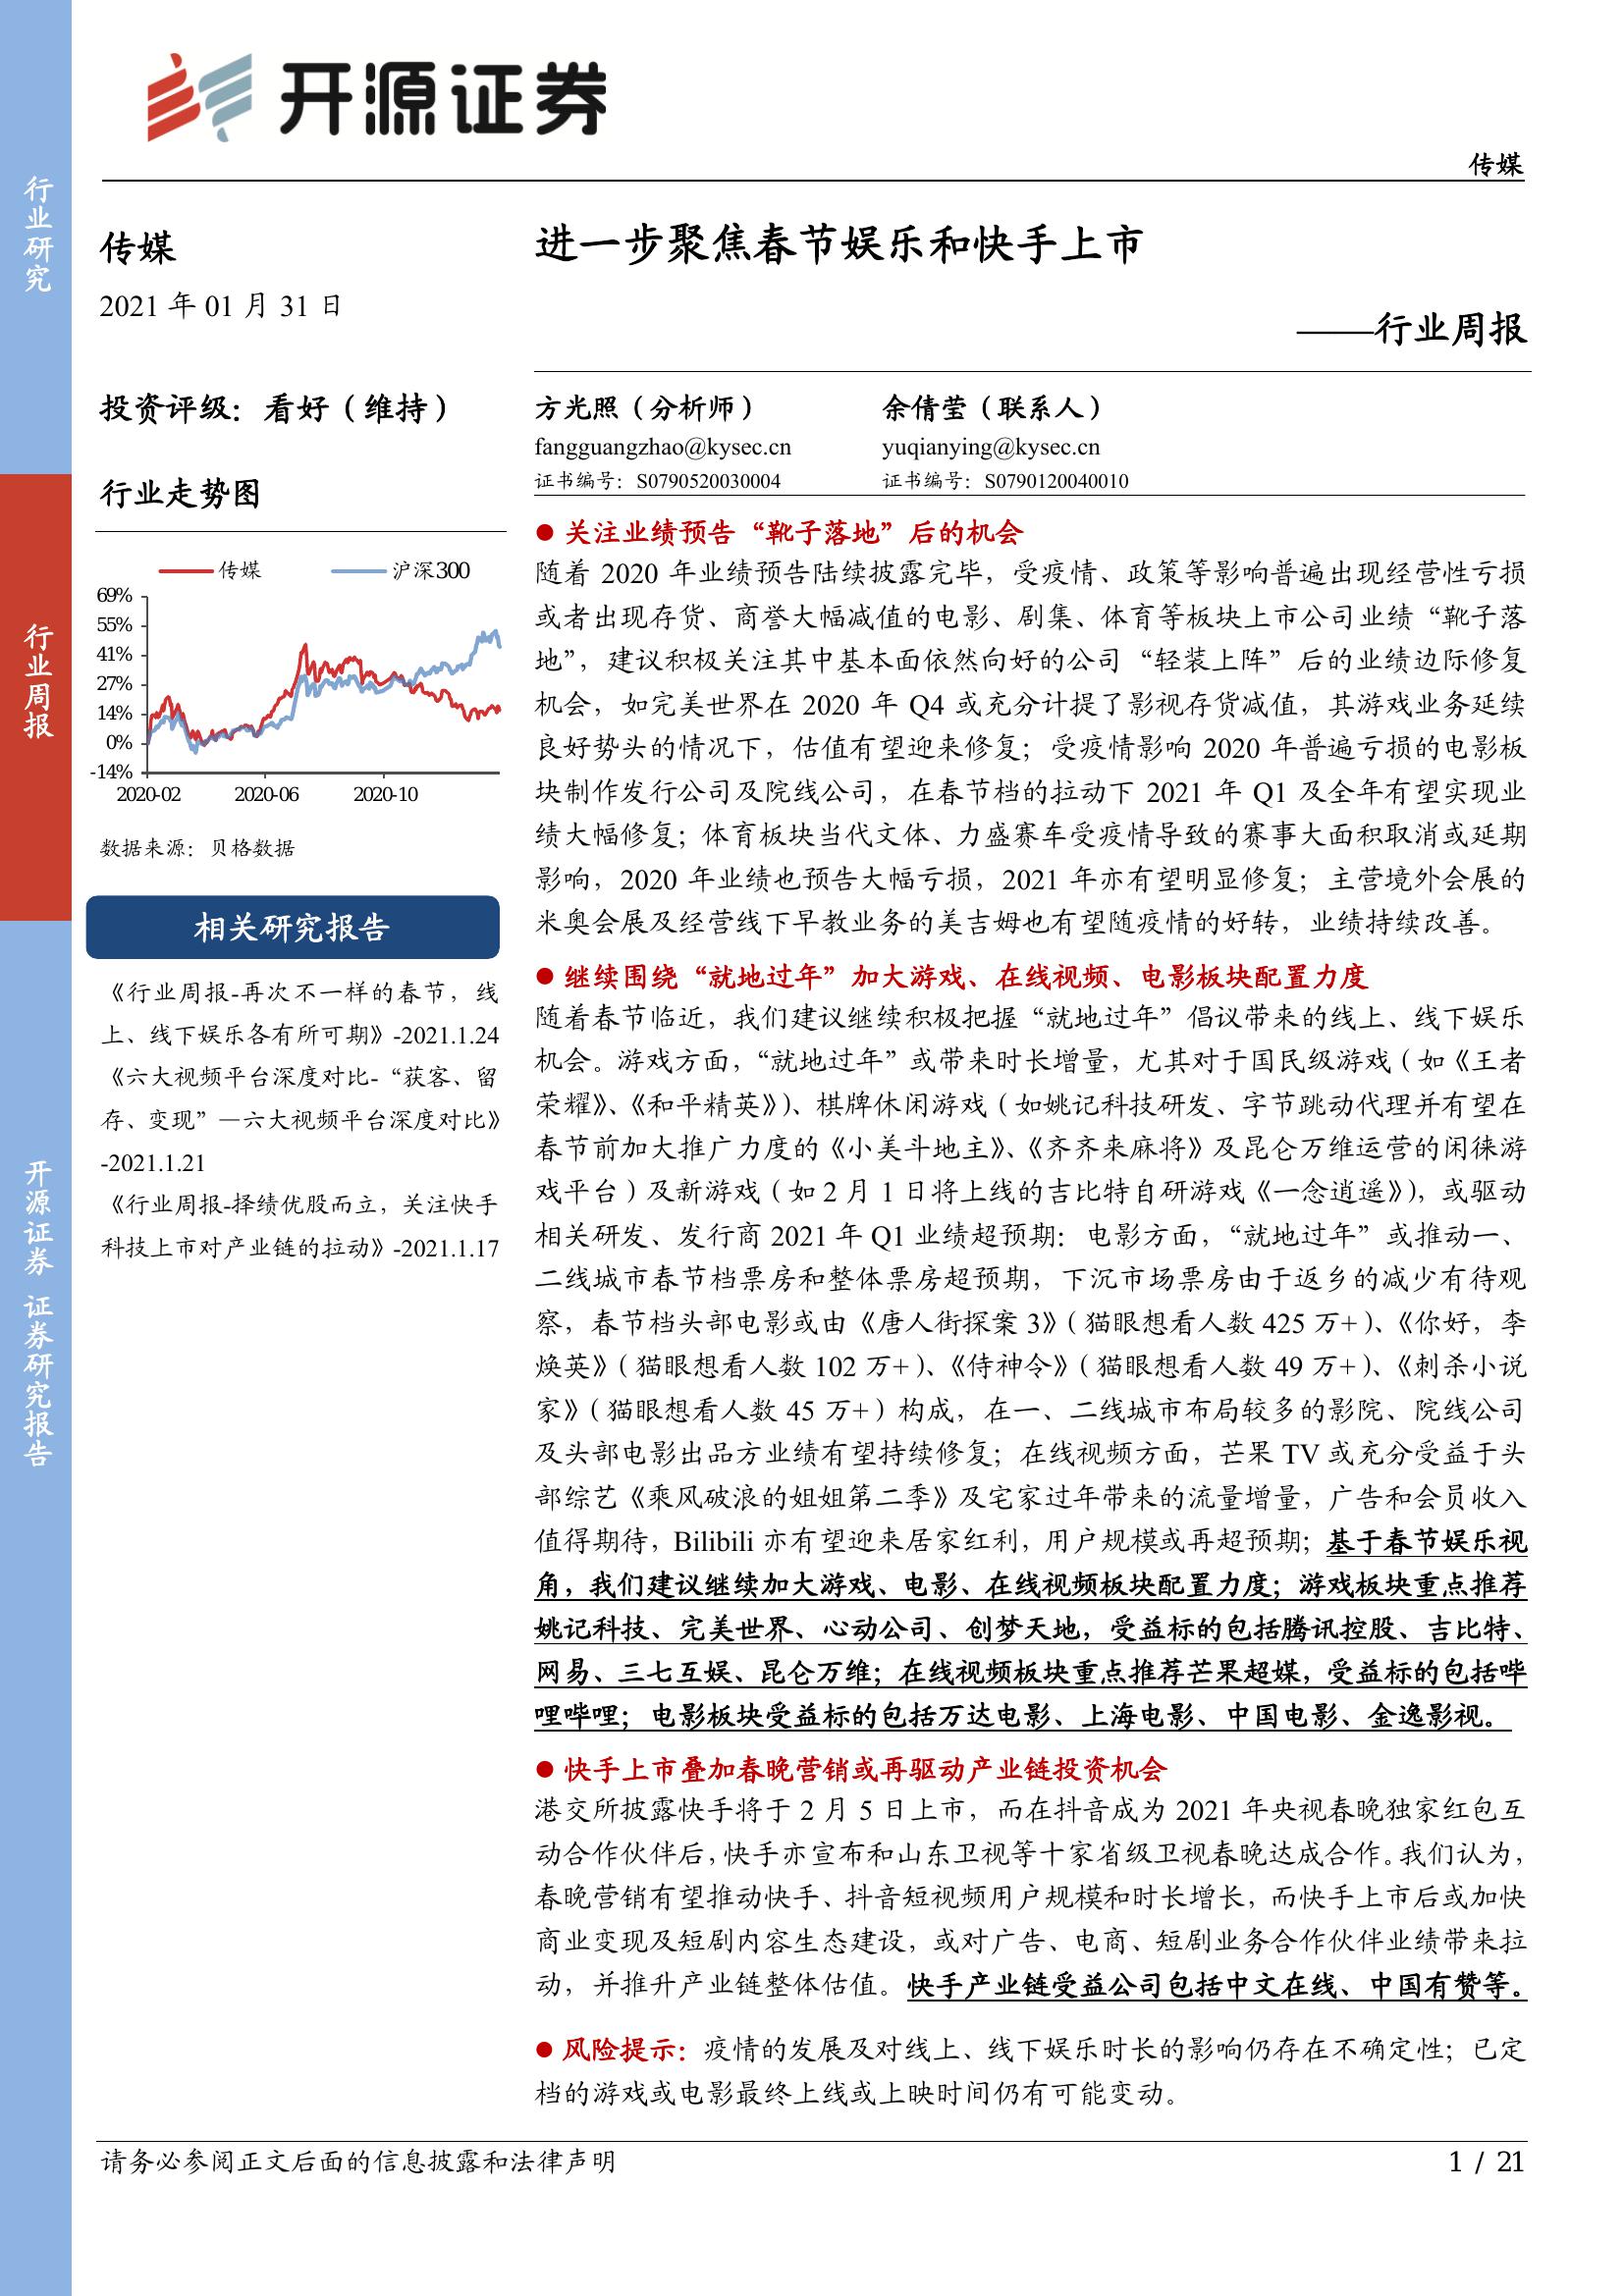 开源证券
传媒
行业研究
行业周报
开源证券 证券研究报告
传媒
2021 年 01 月 31 日
投资评级：看好（维持）
行业走势图
传媒 沪深300
69%
55%
41%
27%
14%
0%
-14%
2020-02 2020-06 2020-10
数据来源：贝格数据
相关研究报告
《行业周报-再次不一样的春节，线
上、线下娱乐各有所可期》-2021.1.24
《六大视频平台深度对比-“获客、留
存、变现”—六大视频平台深度对比》
-2021.1.21
《行业周报-择绩优股而立，关注快手
科技上市对产业链的拉动》-2021.1.17
进一步聚焦春节娱乐和快手上市
——行业周报
方光照（分析师） 余倩莹（联系人）
fangguangzhao@kysec.cn yuqianying@kysec.cn
证书编号：S0790520030004 证书编号：S0790120040010
● 关注业绩预告“靴子落地”后的机会
随着 2020 年业绩预告陆续披露完毕，受疫情、政策等影响普遍出现经营性亏损
或者出现存货、商誉大幅减值的电影、剧集、体育等板块上市公司业绩“靴子落
地”，建议积极关注其中基本面依然向好的公司“轻装上阵”后的业绩边际修复
机会，如完美世界在 2020 年 Q4 或充分计提了影视存货减值，其游戏业务延续
良好势头的情况下，估值有望迎来修复；受疫情影响 2020 年普遍亏损的电影板
块制作发行公司及院线公司，在春节档的拉动下 2021 年 Q1 及全年有望实现业
绩大幅修复；体育板块当代文体、力盛赛车受疫情导致的赛事大面积取消或延期
影响，2020 年业绩也预告大幅亏损，2021 年亦有望明显修复；主营境外会展的
米奥会展及经营线下早教业务的美吉姆也有望随疫情的好转，业绩持续改善。
● 继续围绕“就地过年”加大游戏、在线视频、电影板块配置力度
随着春节临近，我们建议继续积极把握“就地过年”倡议带来的线上、线下娱乐
机会。游戏方面，“就地过年”或带来时长增量，尤其对于国民级游戏（如《王者
荣耀》、《和平精英》）、棋牌休闲游戏（如姚记科技研发、字节跳动代理并有望在
春节前加大推广力度的《小美斗地主》、《齐齐来麻将》及昆仑万维运营的闲徕游
戏平台）及新游戏（如 2 月 1 日将上线的吉比特自研游戏《一念逍遥》），或驱动
相关研发、发行商 2021 年 Q1 业绩超预期：电影方面，“就地过年”或推动一、
二线城市春节档票房和整体票房超预期，下沉市场票房由于返乡的减少有待观
察，春节档头部电影或由《唐人街探案 3》（猫眼想看人数 425 万+）、《你好，李
焕英》（猫眼想看人数 102 万+）、《侍神令》（猫眼想看人数 49 万+）、《刺杀小说
家》（猫眼想看人数 45 万+）构成，在一、二线城市布局较多的影院、院线公司
及头部电影出品方业绩有望持续修复；在线视频方面，芒果 TV 或充分受益于头
部综艺《乘风破浪的姐姐第二季》及宅家过年带来的流量增量，广告和会员收入
值得期待，Bilibili 亦有望迎来居家红利，用户规模或再超预期；基于春节娱乐视
角，我们建议继续加大游戏、电影、在线视频板块配置力度；游戏板块重点推荐
姚记科技、完美世界、心动公司、创梦天地，受益标的包括腾讯控股、吉比特、
网易、三七互娱、昆仑万维；在线视频板块重点推荐芒果超媒，受益标的包括哔
哩哔哩；电影板块受益标的包括万达电影、上海电影、中国电影、金逸影视。
● 快手上市叠加春晚营销或再驱动产业链投资机会
港交所披露快手将于 2 月 5 日上市，而在抖音成为 2021 年央视春晚独家红包互
动合作伙伴后，快手亦宣布和山东卫视等十家省级卫视春晚达成合作。我们认为，
春晚营销有望推动快手、抖音短视频用户规模和时长增长，而快手上市后或加快
商业变现及短剧内容生态建设，或对广告、电商、短剧业务合作伙伴业绩带来拉
动，并推升产业链整体估值。快手产业链受益公司包括中文在线、中国有赞等。
● 风险提示：疫情的发展及对线上、线下娱乐时长的影响仍存在不确定性；已定
档的游戏或电影最终上线或上映时间仍有可能变动。
请务必参阅正文后面的信息披露和法律声明 1 / 21